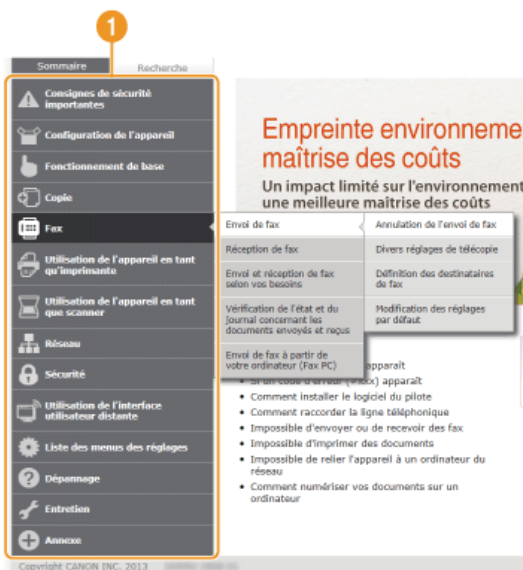 1
Sommaire
Recherche
Consignes de sécurité
importantes
Configuration de l'appareil
Fonctionnement de base
Copie
Fax
Utilisation de l'appareil en tant
qu'imprimante
Utilisation de l'appareil en tant
que scanner
Réseau
Sécurité
Utilisation de l'interface
utilisateur distante
Liste des menus des réglages
Dépannage
Entretien
Annexe
Envoi de fax
Réception de fax
Envoi et réception de fax
selon vos besoins
Vérification de l'état et du
Journal concernant les
documents envoyés et reçus
Envoi de fax à partir de
votre ordinateur (Fax PC)
Annulation de l'envoi de fax
Divers réglages de télécopie
Définition des destinataires
de fax
Modification des réglages
par défaut
Empreinte environneme
maîtrise des coûts
Un impact limité sur l'environnement
une meilleure maîtrise des coûts
apparaît
Si un code d'erreur apparaît
• Comment installer le logiciel du pilote
• Comment raccorder la ligne téléphonique
• Impossible d'envoyer ou de recevoir des fax
• Impossible d'imprimer des documents
• Impossible de relier l'appareil à un ordinateur du
réseau
• Comment numériser vos documents sur un
ordinateur
Copyright CANON INC. 2013